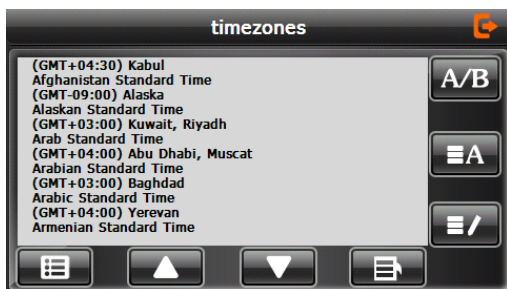 timezones
(GMT+04:30) Kabul
Afghanistan Standard Time
(GMT-09:00) Alaska
Alaskan Standard Time
(GMT+03:00) Kuwait, Riyadh
Arab Standard Time
(GMT+04:00) Abu Dhabi, Muscat
Arabian Standard Time
(GMT+03:00) Baghdad
Arabic Standard Time
(GMT+04:00) Yerevan
Armenian Standard Time
A/B
A